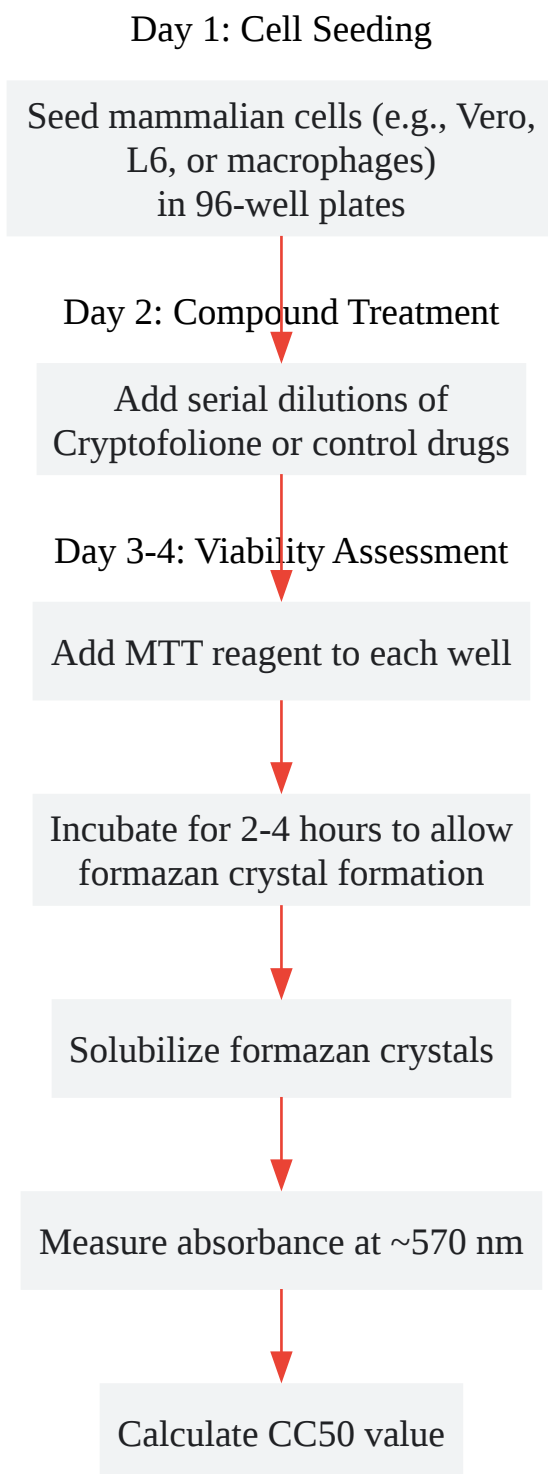 Day 1: Cell Seeding
Seed mammalian cells (e.g., Vero,
L6, or macrophages)
in 96-well plates
Day 2: Compound Treatment
Add serial dilutions of
Cryptofolione or control drugs
Day 3-4: Viability Assessment
Add MTT reagent to each well
Incubate for 2-4 hours to allow
formazan crystal formation
Solubilize formazan crystals
Measure absorbance at ~570 nm
Calculate CC50 value